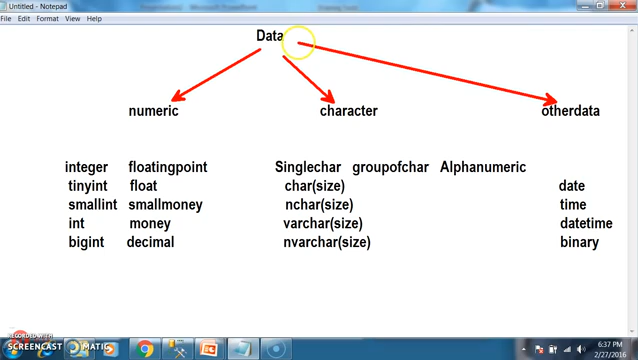 Untitled - Notepad
File Edit Format View Help
Data
numeric character otherdata
integer floatingpoint Singlechar groupofchar Alphanumeric
tinyint float char(size) date
smallint smallmoney nchar(size) time
int money varchar(size) datetime
bigint decimal nvarchar(size) binary
RECORDED WITH
SCREENCAST MATIC
6:37 PM
2/27/2016